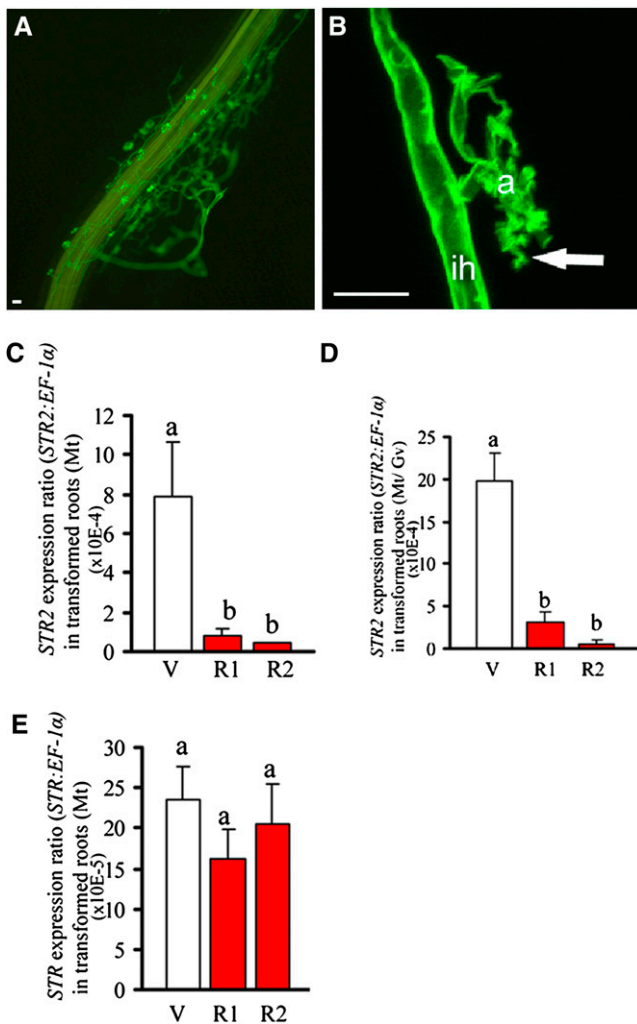 A
B
a
ih
C
STR2 expression ratio (STR2:EF-1α)
in transformed roots (Mt)
(x10E-4)
12
10
8
6
4
2
0
a
b
b
V R1 R2
D
STR2 expression ratio (STR2:EF-1α)
in transformed roots (Mt/ Gv)
(x10E-4)
25
20
15
10
5
0
a
b
b
V R1 R2
E
STR expression ratio (STR:EF-1α)
in transformed roots (Mt)
(x10E-5)
30
25
20
15
10
5
0
a
a
a
V R1 R2